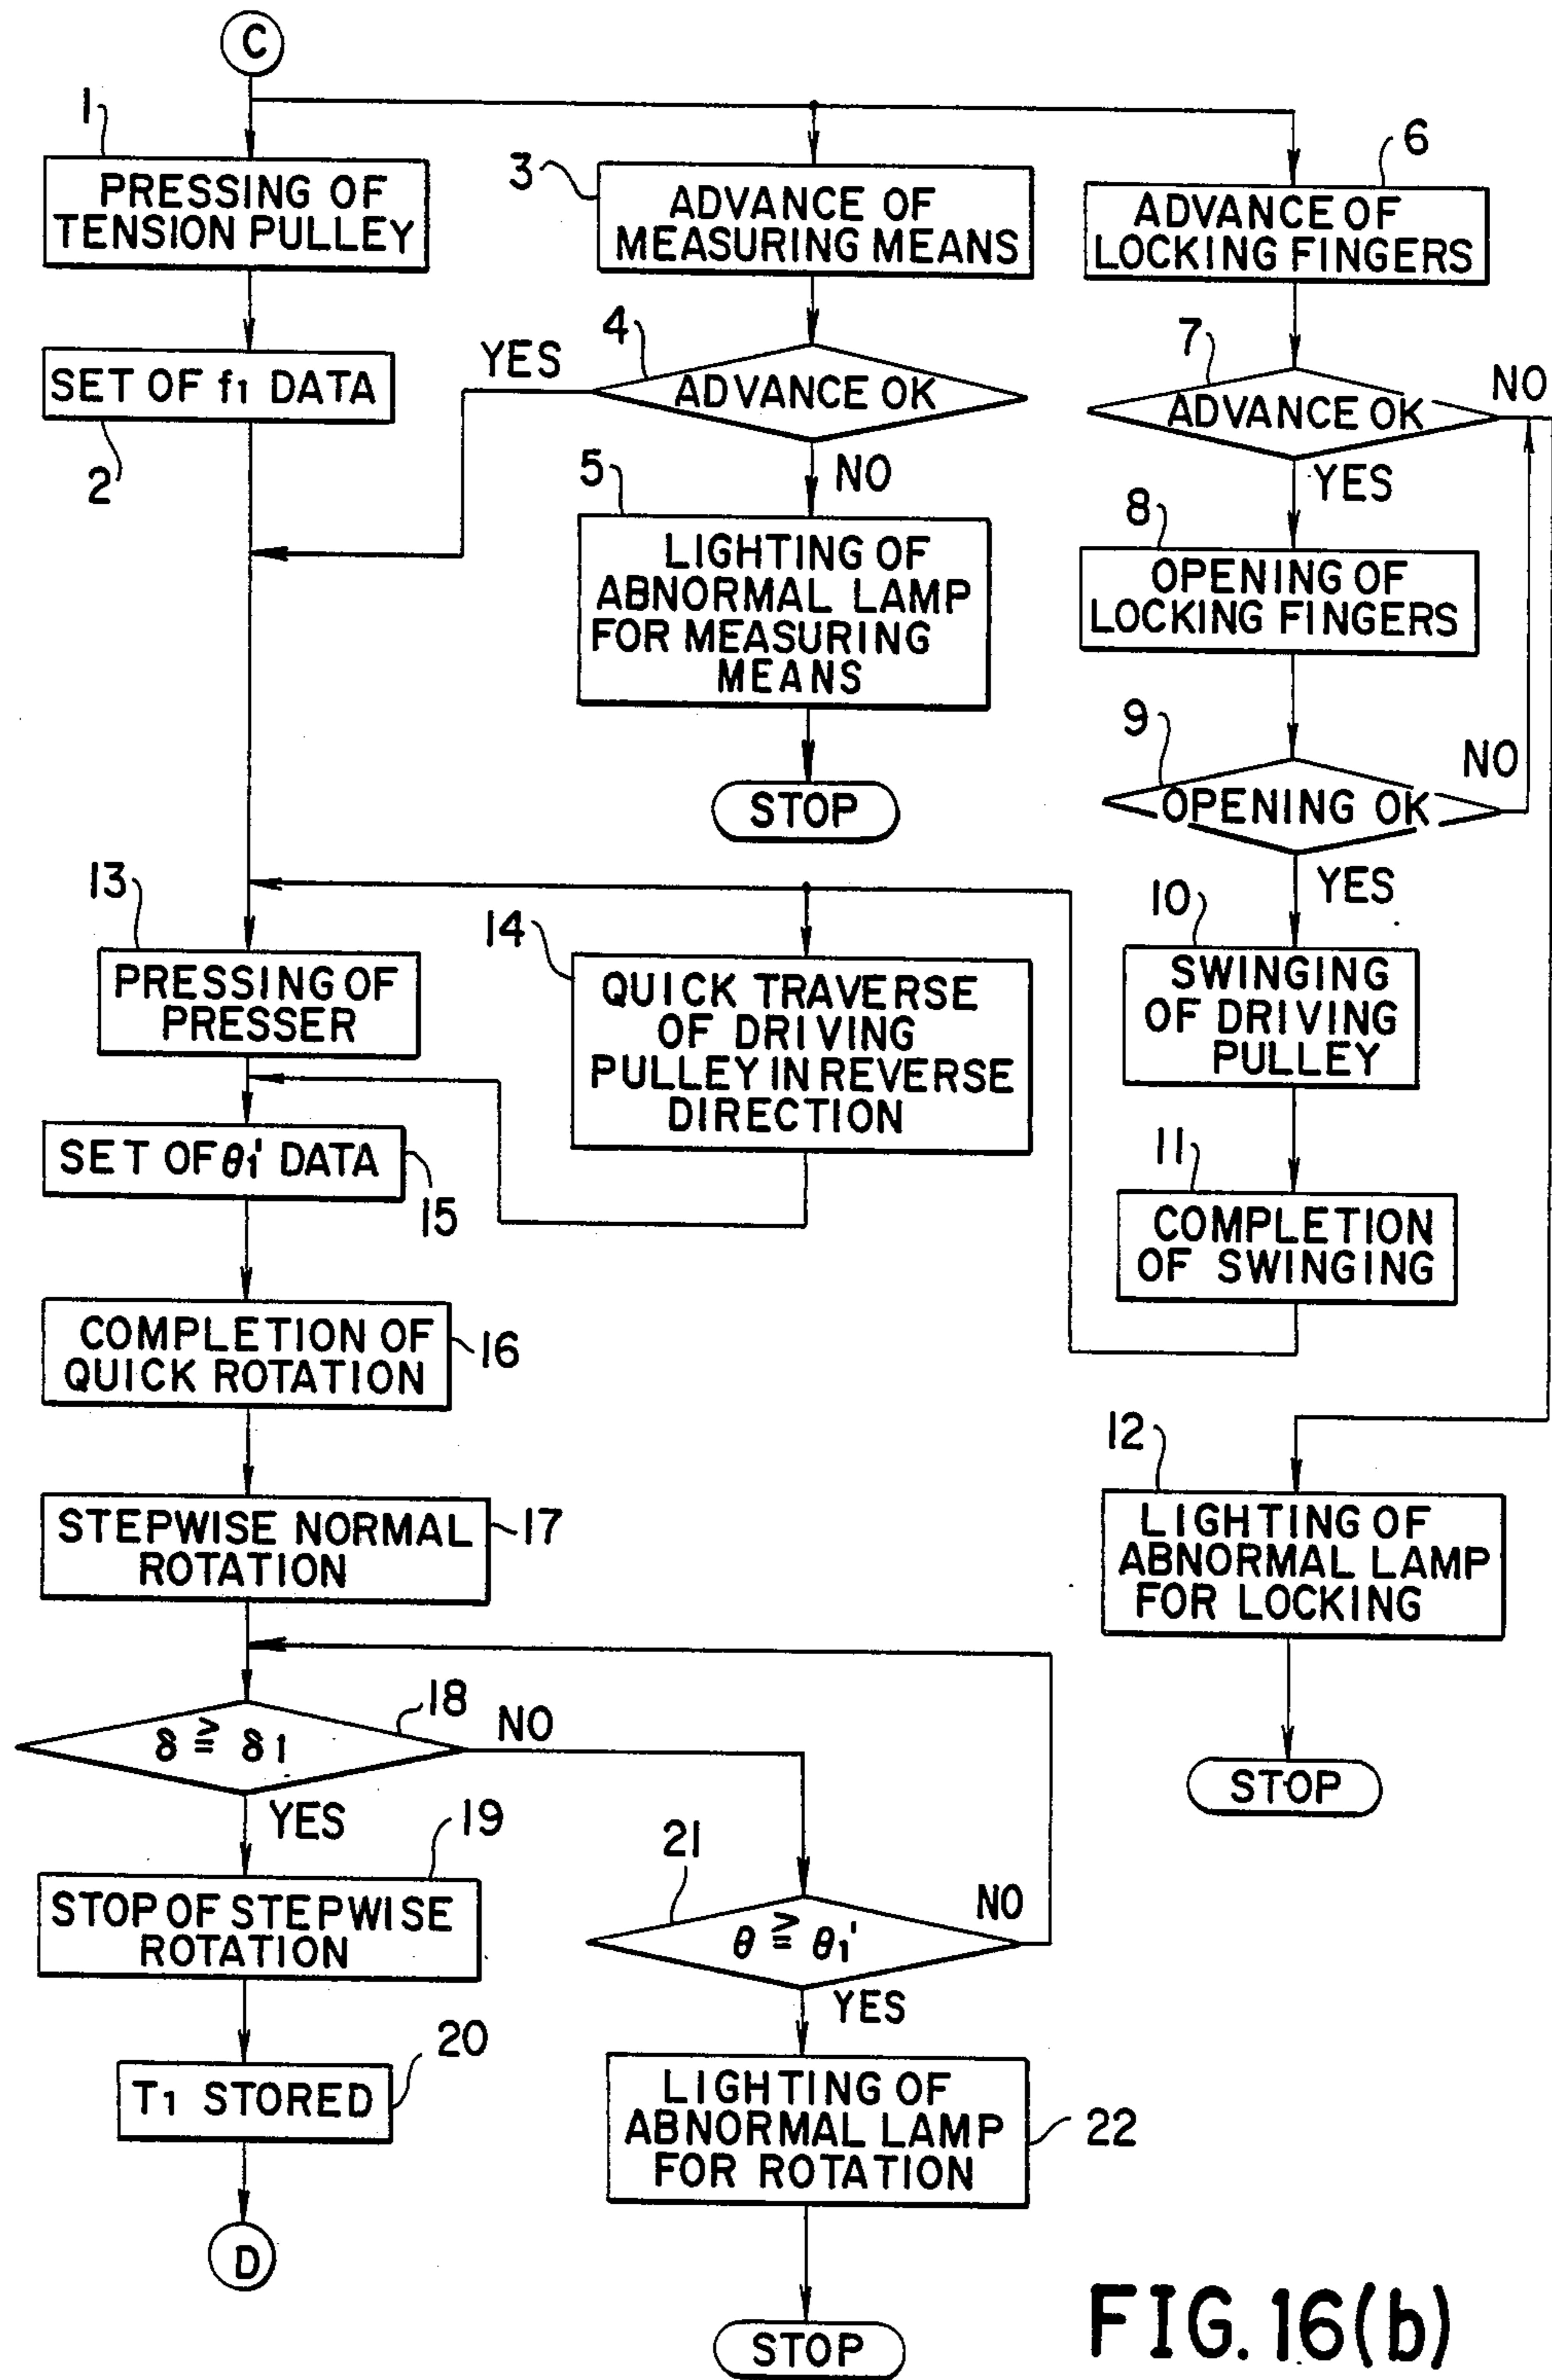 C
1
PRESSING OF
TENSION PULLEY
SET OF f1 DATA
2
3
ADVANCE OF
MEASURING MEANS
4
YES
ADVANCE OK
NO
5
LIGHTING OF
ABNORMAL LAMP
FOR MEASURING
MEANS
STOP
6
ADVANCE OF
LOCKING FINGERS
7
NO
ADVANCE OK
YES
8
OPENING OF
LOCKING FINGERS
9
NO
OPENING OK
YES
10
SWINGING
OF DRIVING
PULLEY
11
COMPLETION
OF SWINGING
12
LIGHTING OF
ABNORMAL LAMP
FOR LOCKING
STOP
13
PRESSING OF
PRESSER
14
QUICK TRAVERSE
OF DRIVING
PULLEY IN REVERSE
DIRECTION
SET OF θ1' DATA
15
COMPLETION OF
QUICK ROTATION
16
STEPWISE NORMAL
ROTATION
17
18
NO
δ ≧ δ1
YES
19
STOP OF STEPWISE
ROTATION
20
T1 STORED
D
21
NO
θ ≧ θ1'
YES
LIGHTING OF
ABNORMAL LAMP
FOR ROTATION
22
STOP
FIG. 16(b)